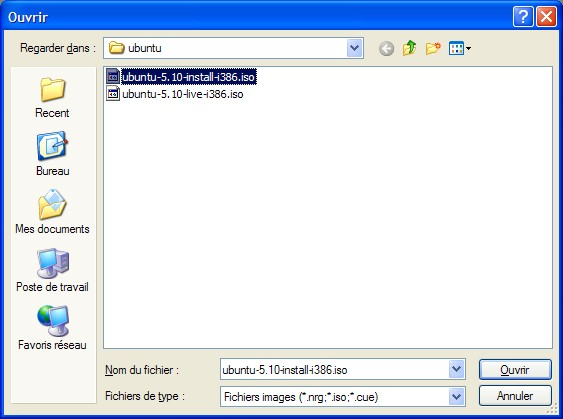 Ouvrir
Regarder dans :
ubuntu
ubuntu-5.10-install-i386.iso
ubuntu-5.10-live-i386.iso
Recent
Bureau
Mes documents
Poste de travail
Favoris réseau
Nom du fichier :
ubuntu-5.10-install-i386.iso
Ouvrir
Fichiers de type :
Fichiers images (*.nrg;*.iso;*.cue)
Annuler